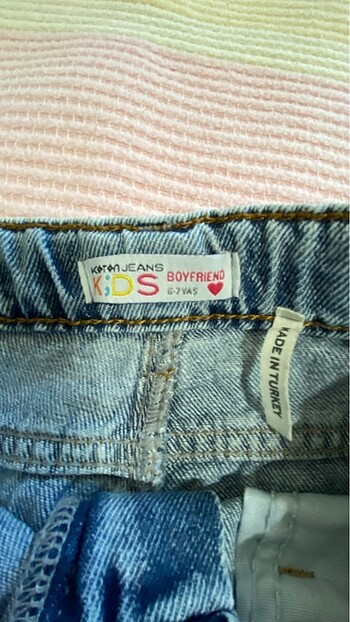 KOTON JEANS
KIDS BOYFRIEND
6-7 YAŞ
MADE IN TURKEY